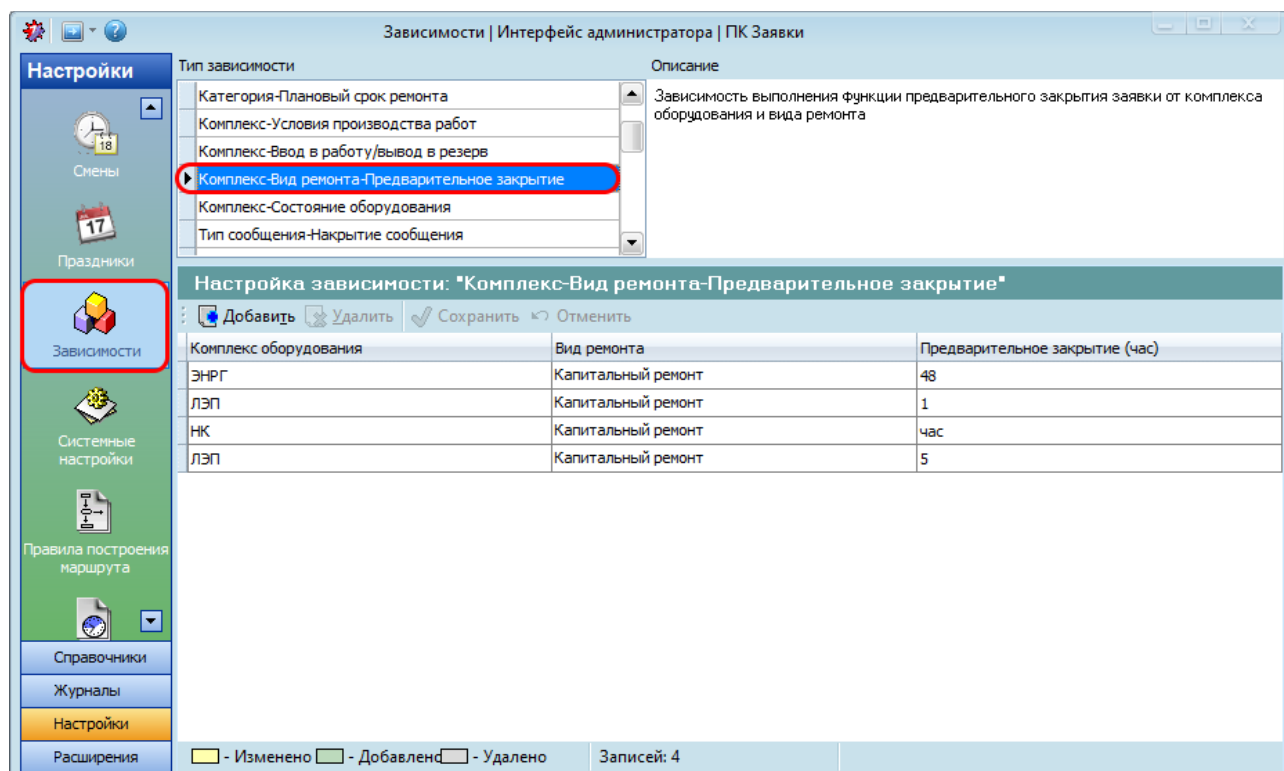 Зависимости | Интерфейс администратора | ПК Заявки
Настройки
18
Смены
17
Праздники
Зависимости
Системные
настройки
Правила построения
маршрута
Справочники
Журналы
Настройки
Расширения
Тип зависимости
Категория-Плановый срок ремонта
Комплекс-Условия производства работ
Комплекс-Ввод в работу/вывод в резерв
Комплекс-Вид ремонта-Предварительное закрытие
Комплекс-Состояние оборудования
Тип сообщения-Накрытие сообщения
Описание
Зависимость выполнения функции предварительного закрытия заявки от комплекса
оборудования и вида ремонта
Настройка зависимости: "Комплекс-Вид ремонта-Предварительное закрытие"
Добавить Удалить Сохранить Отменить
Комплекс оборудования Вид ремонта Предварительное закрытие (час)
ЭНРГ Капитальный ремонт 48
ЛЭП Капитальный ремонт 1
НК Капитальный ремонт час
ЛЭП Капитальный ремонт 5
- Изменено - Добавлено - Удалено Записей: 4